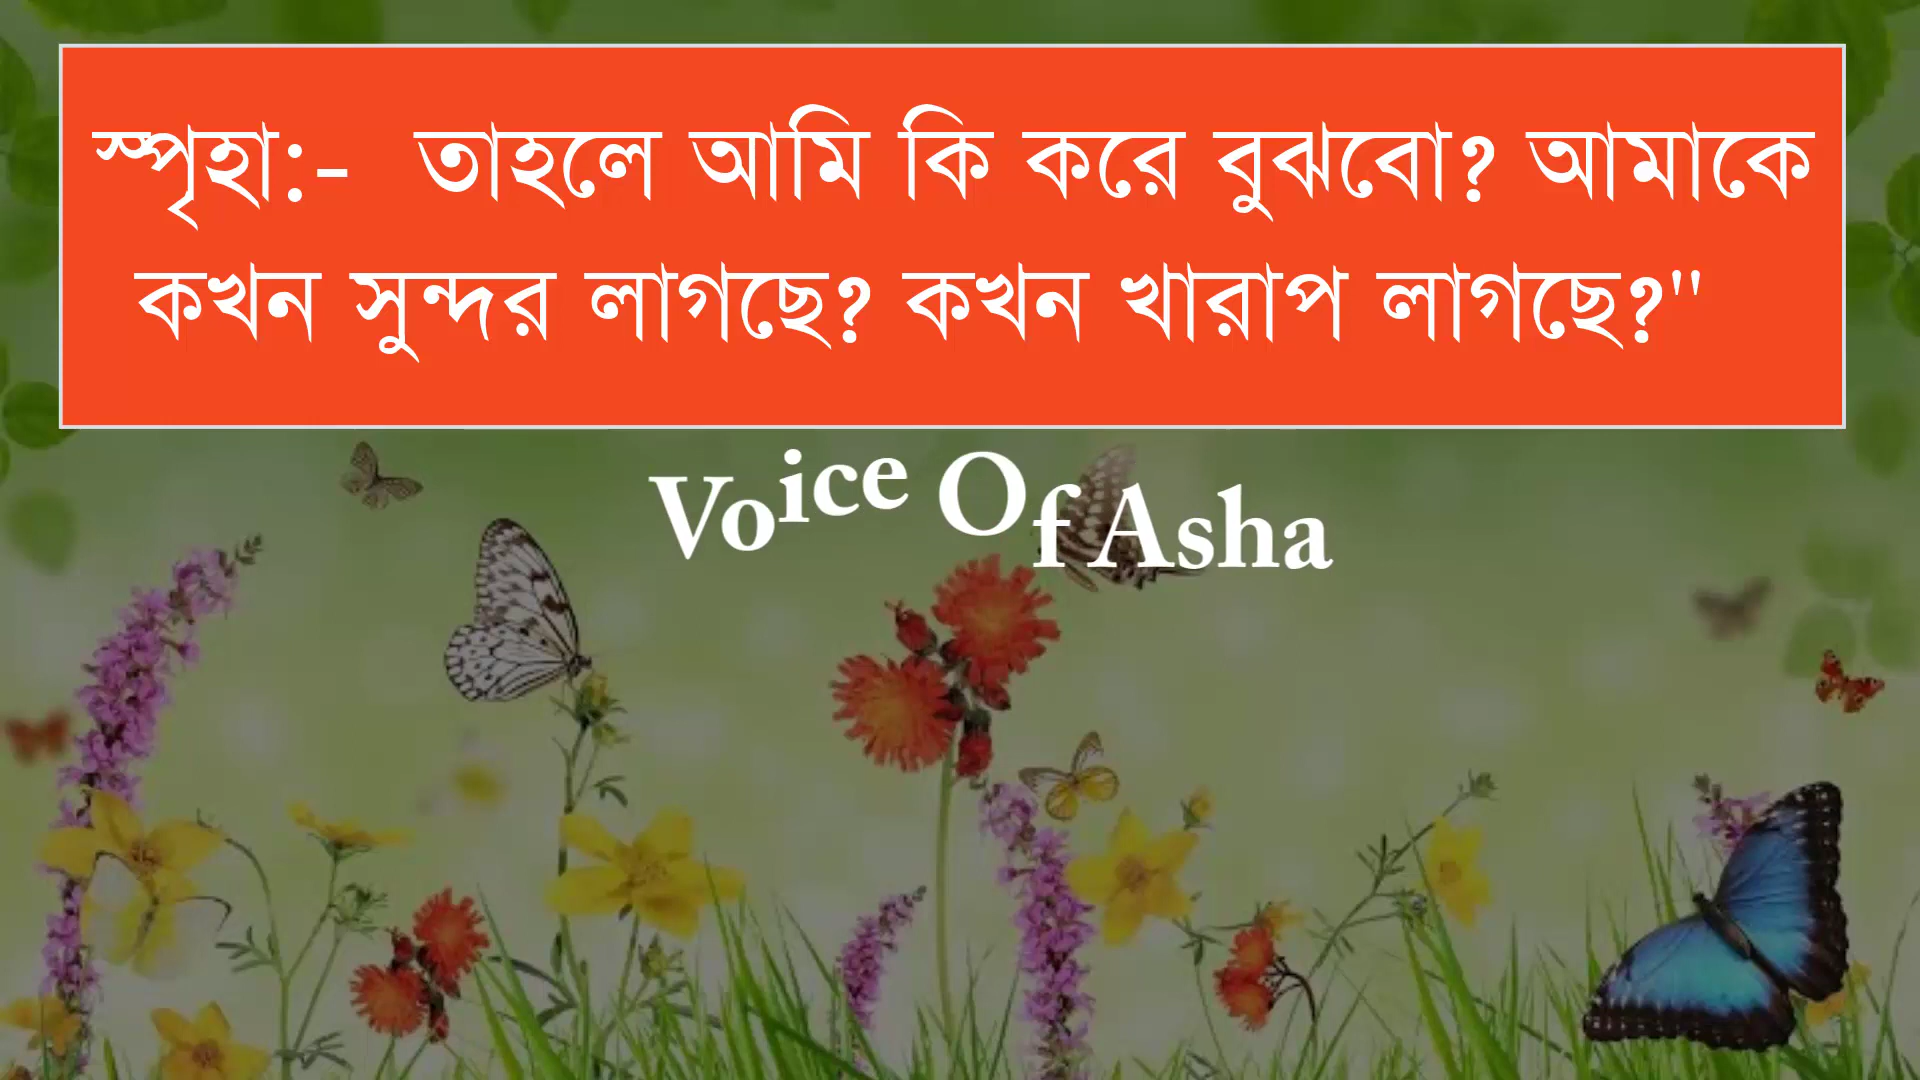 স্পৃহা:- তাহলে আমি কি করে বুঝবো? আমাকে
কখন সুন্দর লাগছে? কখন খারাপ লাগছে?"
Voice Of Asha